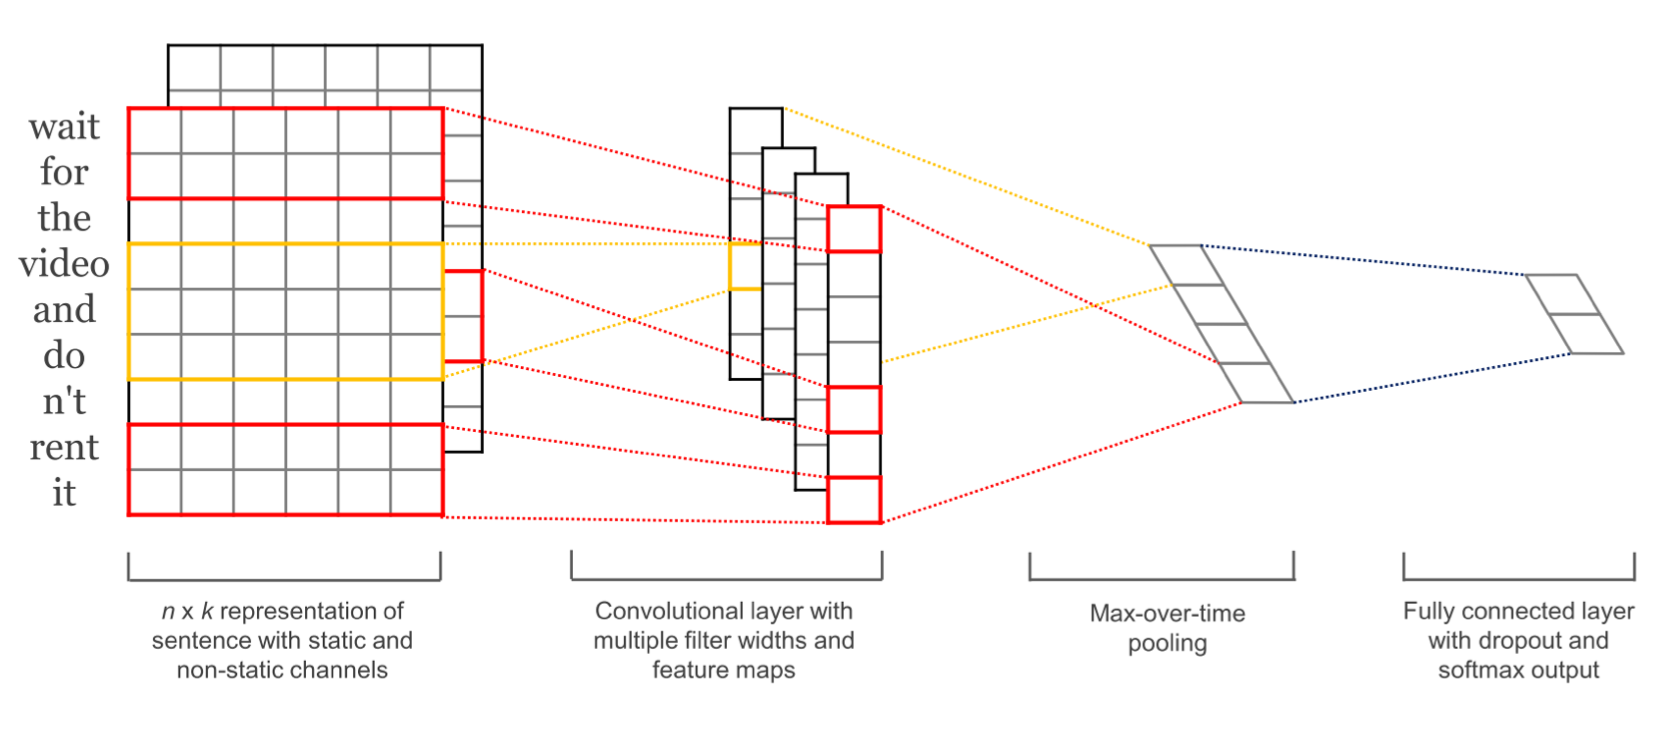 wait
for
the
video
and
do
n't
rent
it
n x k representation of
sentence with static and
non-static channels
Convolutional layer with
multiple filter widths and
feature maps
Max-over-time
pooling
Fully connected layer
with dropout and
softmax output